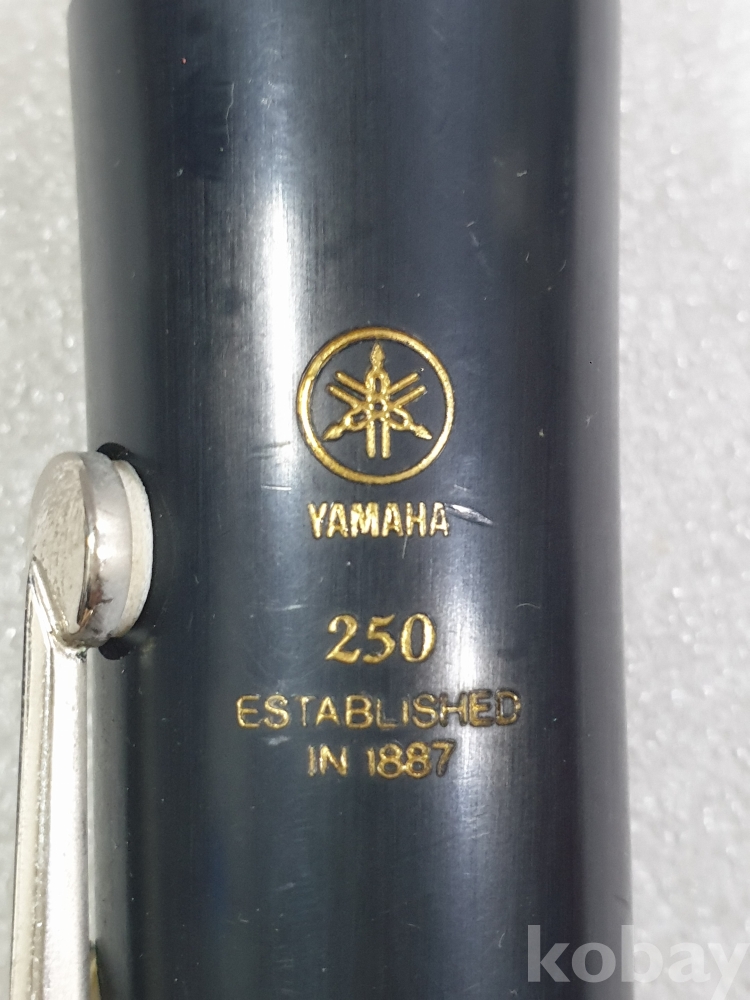 YAMAHA
250
ESTABLISHED
IN 1887
kobay